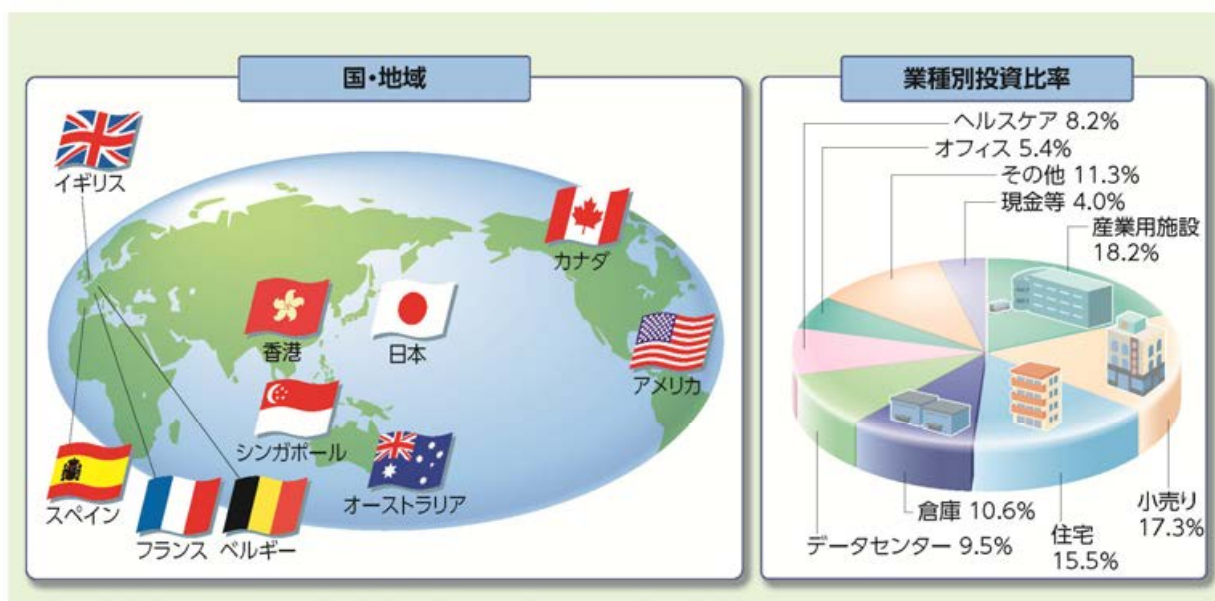 国・地域
イギリス
カナダ
香港
日本
アメリカ
シンガポール
オーストラリア
スペイン
フランス
ベルギー
業種別投資比率
ヘルスケア 8.2%
オフィス 5.4%
その他 11.3%
現金等 4.0%
産業用施設
18.2%
小売り
17.3%
住宅
15.5%
倉庫 10.6%
データセンター 9.5%